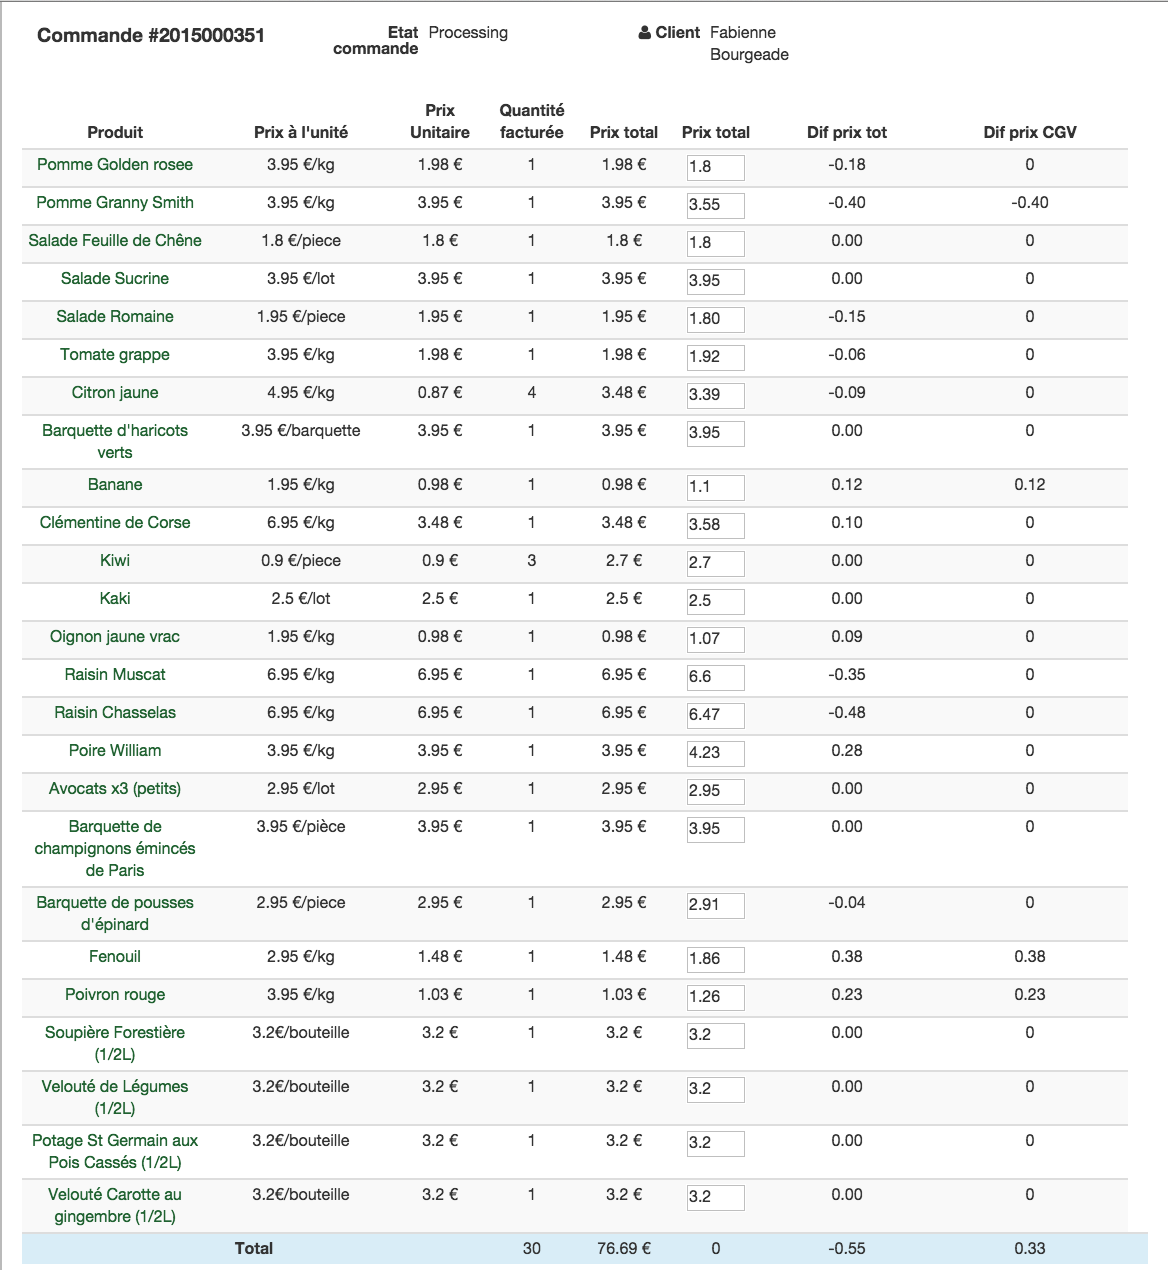 Commande #2015000351
Etat
commande
Processing
Client
Fabienne
Bourgeade
Produit
Prix à l'unité
Prix
Unitaire
Quantité
facturée
Prix total
Prix total
Dif prix tot
Dif prix CGV
Pomme Golden rosee 3.95 €/kg 1.98 € 1 1.98 € 1.8 -0.18 0
Pomme Granny Smith 3.95 €/kg 3.95 € 1 3.95 € 3.55 -0.40 -0.40
Salade Feuille de Chêne 1.8 €/piece 1.8 € 1 1.8 € 1.8 0.00 0
Salade Sucrine 3.95 €/lot 3.95 € 1 3.95 € 3.95 0.00 0
Salade Romaine 1.95 €/piece 1.95 € 1 1.95 € 1.80 -0.15 0
Tomate grappe 3.95 €/kg 1.98 € 1 1.98 € 1.92 -0.06 0
Citron jaune 4.95 €/kg 0.87 € 4 3.48 € 3.39 -0.09 0
Barquette d'haricots 3.95 €/barquette 3.95 € 1 3.95 € 3.95 0.00 0
verts
Banane 1.95 €/kg 0.98 € 1 0.98 € 1.1 0.12 0.12
Clémentine de Corse 6.95 €/kg 3.48 € 1 3.48 € 3.58 0.10 0
Kiwi 0.9 €/piece 0.9 € 3 2.7 € 2.7 0.00 0
Kaki 2.5 €/lot 2.5 € 1 2.5 € 2.5 0.00 0
Oignon jaune vrac 1.95 €/kg 0.98 € 1 0.98 € 1.07 0.09 0
Raisin Muscat 6.95 €/kg 6.95 € 1 6.95 € 6.6 -0.35 0
Raisin Chasselas 6.95 €/kg 6.95 € 1 6.95 € 6.47 -0.48 0
Poire William 3.95 €/kg 3.95 € 1 3.95 € 4.23 0.28 0
Avocats x3 (petits) 2.95 €/lot 2.95 € 1 2.95 € 2.95 0.00 0
Barquette de 3.95 €/pièce 3.95 € 1 3.95 € 3.95 0.00 0
champignons émincés
de Paris
Barquette de pousses 2.95 €/piece 2.95 € 1 2.95 € 2.91 -0.04 0
d'épinard
Fenouil 2.95 €/kg 1.48 € 1 1.48 € 1.86 0.38 0.38
Poivron rouge 3.95 €/kg 1.03 € 1 1.03 € 1.26 0.23 0.23
Soupière Forestière 3.2€/bouteille 3.2 € 1 3.2 € 3.2 0.00 0
(1/2L)
Velouté de Légumes 3.2€/bouteille 3.2 € 1 3.2 € 3.2 0.00 0
(1/2L)
Potage St Germain aux 3.2€/bouteille 3.2 € 1 3.2 € 3.2 0.00 0
Pois Cassés (1/2L)
Velouté Carotte au 3.2€/bouteille 3.2 € 1 3.2 € 3.2 0.00 0
gingembre (1/2L)
Total 30 76.69 € 0 -0.55 0.33